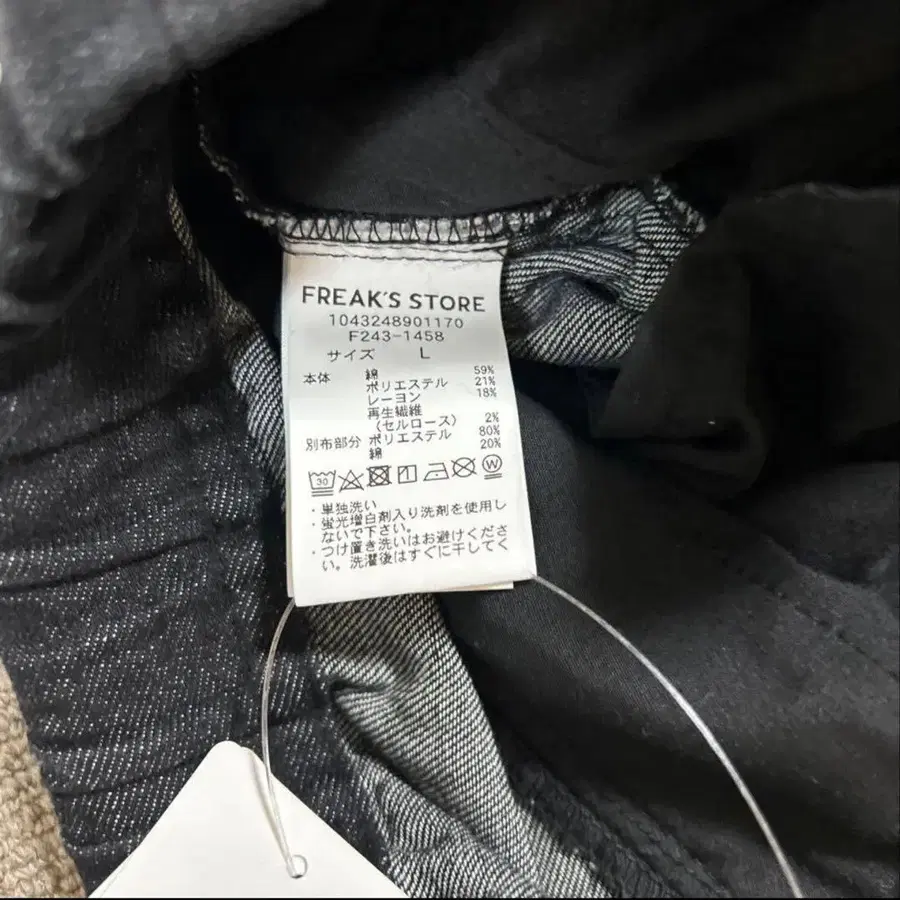 FREAK'S STORE
1043248901170
F243-1458
サイズ L
本体 綿 59%
ポリエステル 21%
レーヨン 18%
再生繊維
(セルロース) 2%
別布部分 ポリエステル 80%
綿 20%
30 W
・単独洗い
・蛍光増白剤入り洗剤を使用し
ないで下さい。
・つけ置き洗いはお避けくださ
い。洗濯後はすぐに干してく